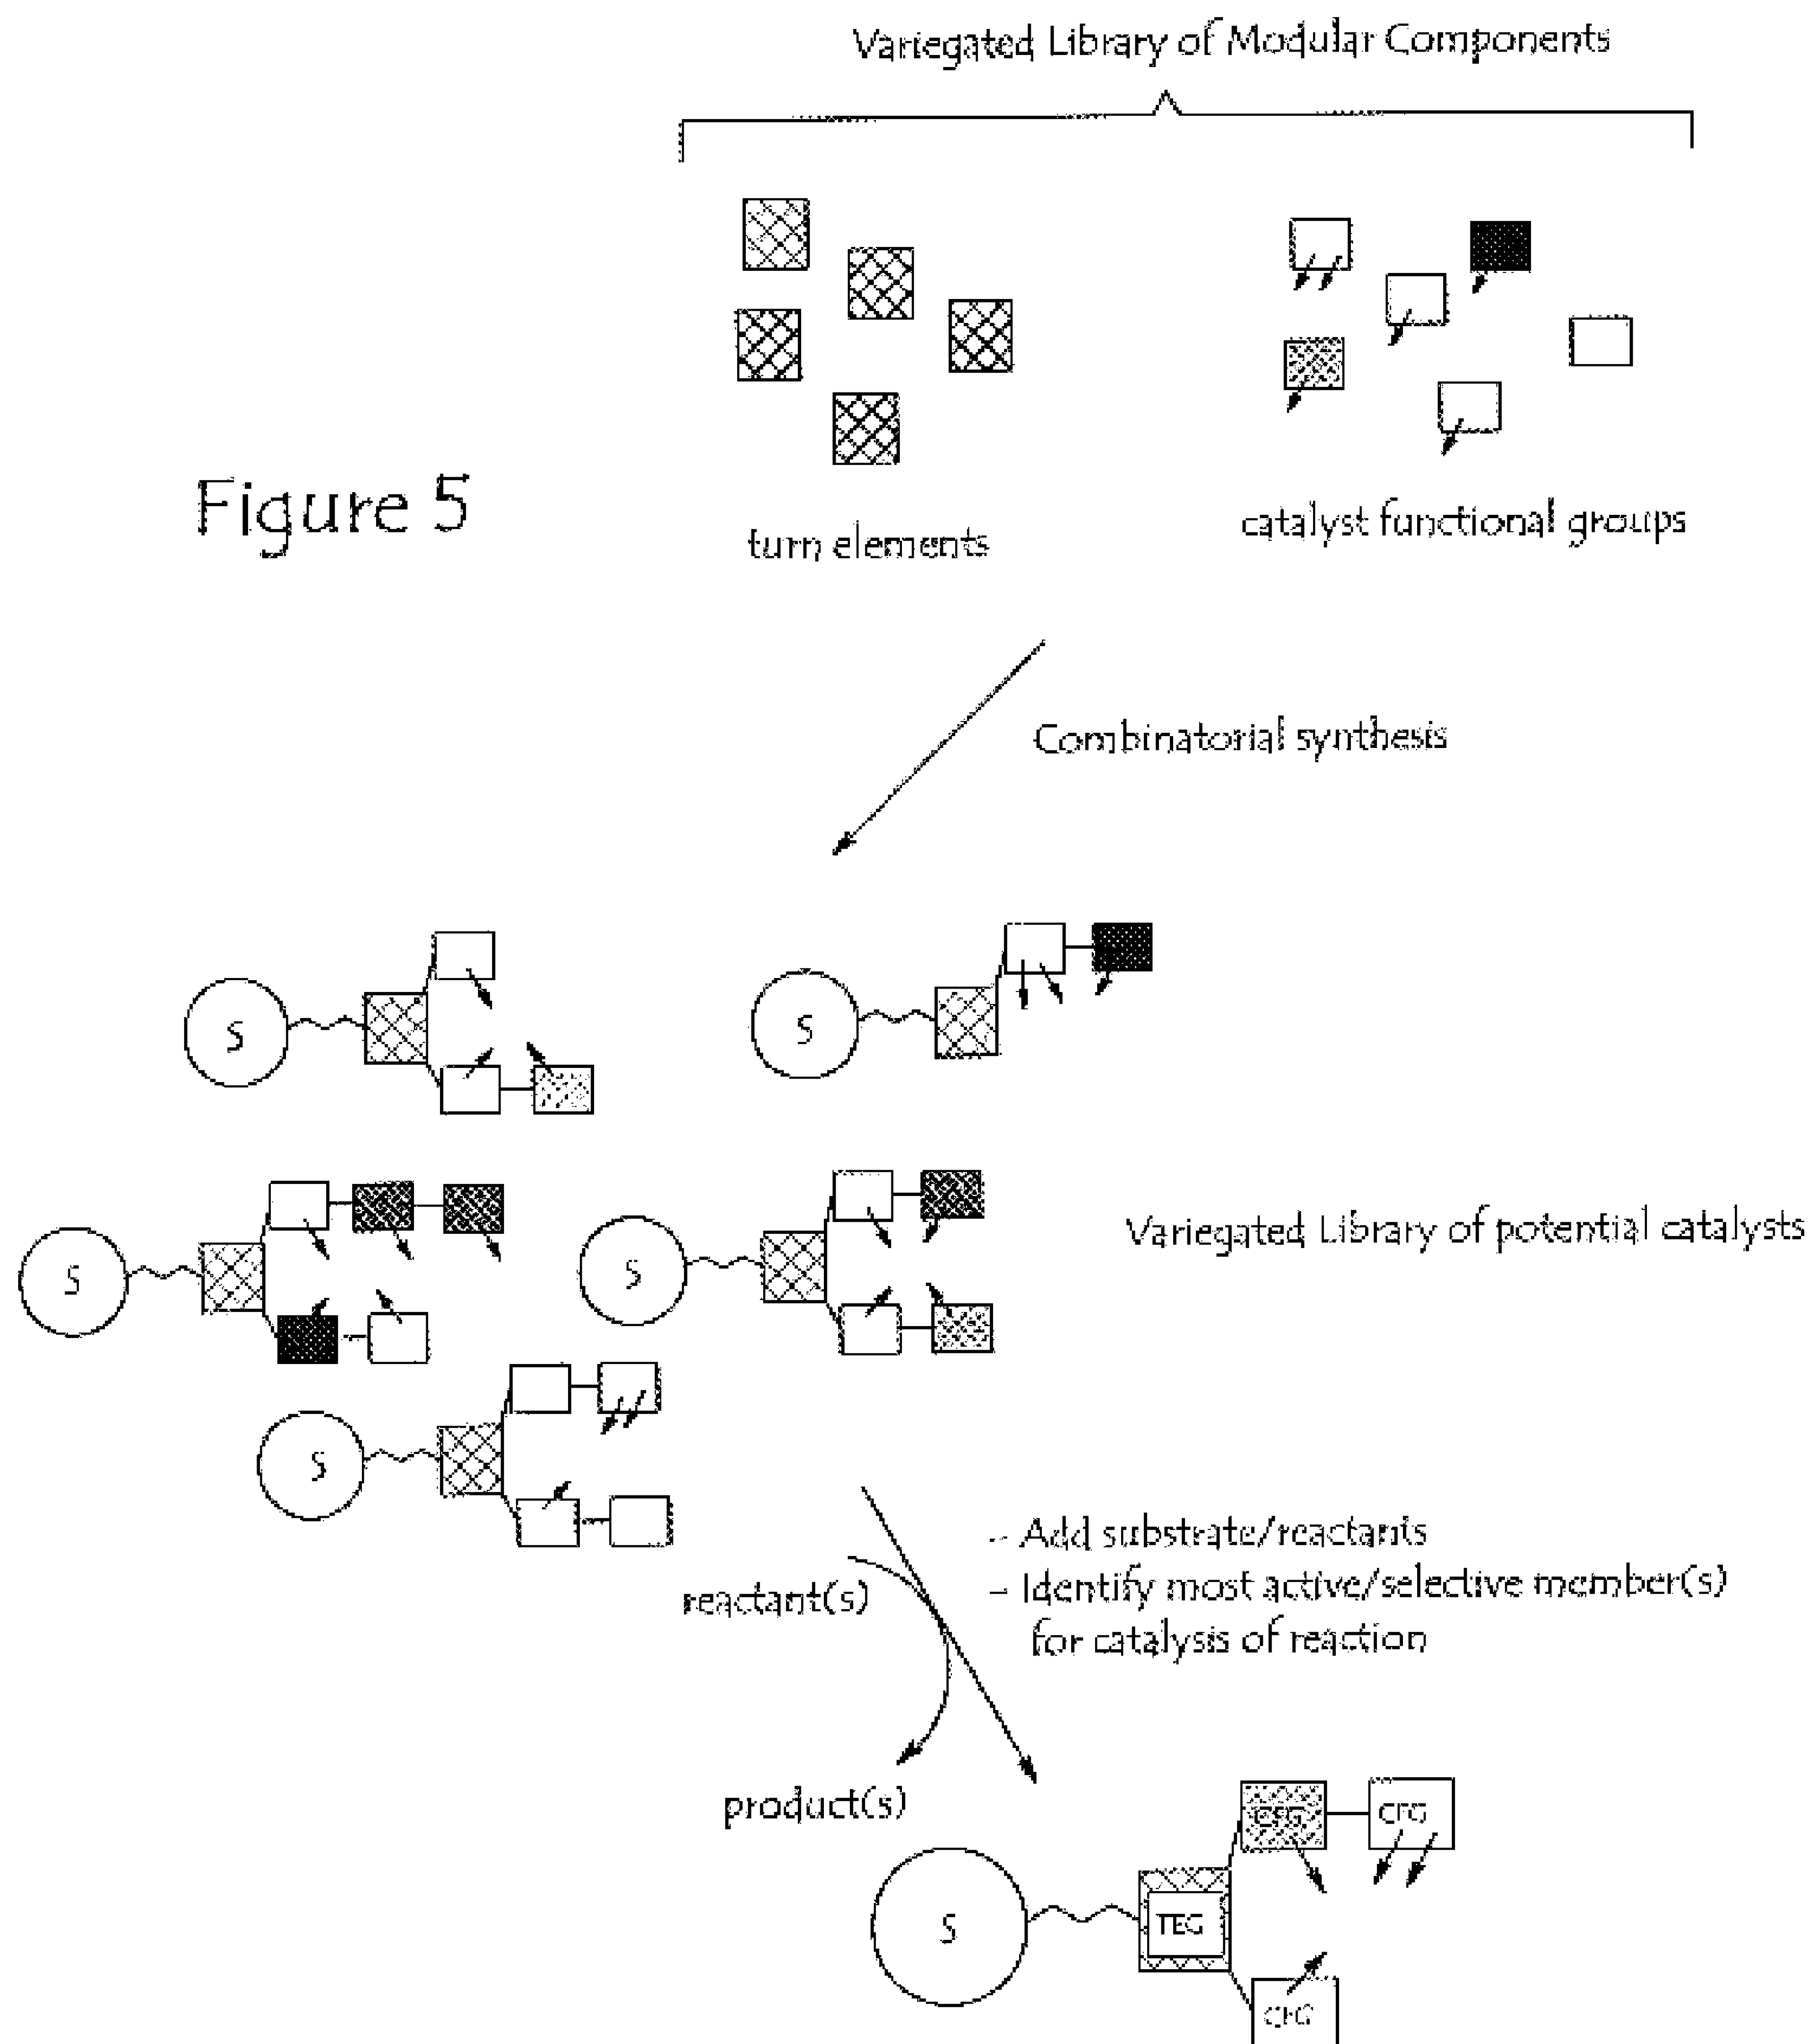 Variegated Library of Modular Components
Figure 5
turn elements
catalyst functional groups
Combinatorial synthesis
S
S
S
S
Variegated Library of potential catalysts
S
– Add substrate/reactants
– Identify most active/selective member(s)
for catalysis of reaction
reactant(s)
product(s)
CFG
CFG
S
TEG
CFG